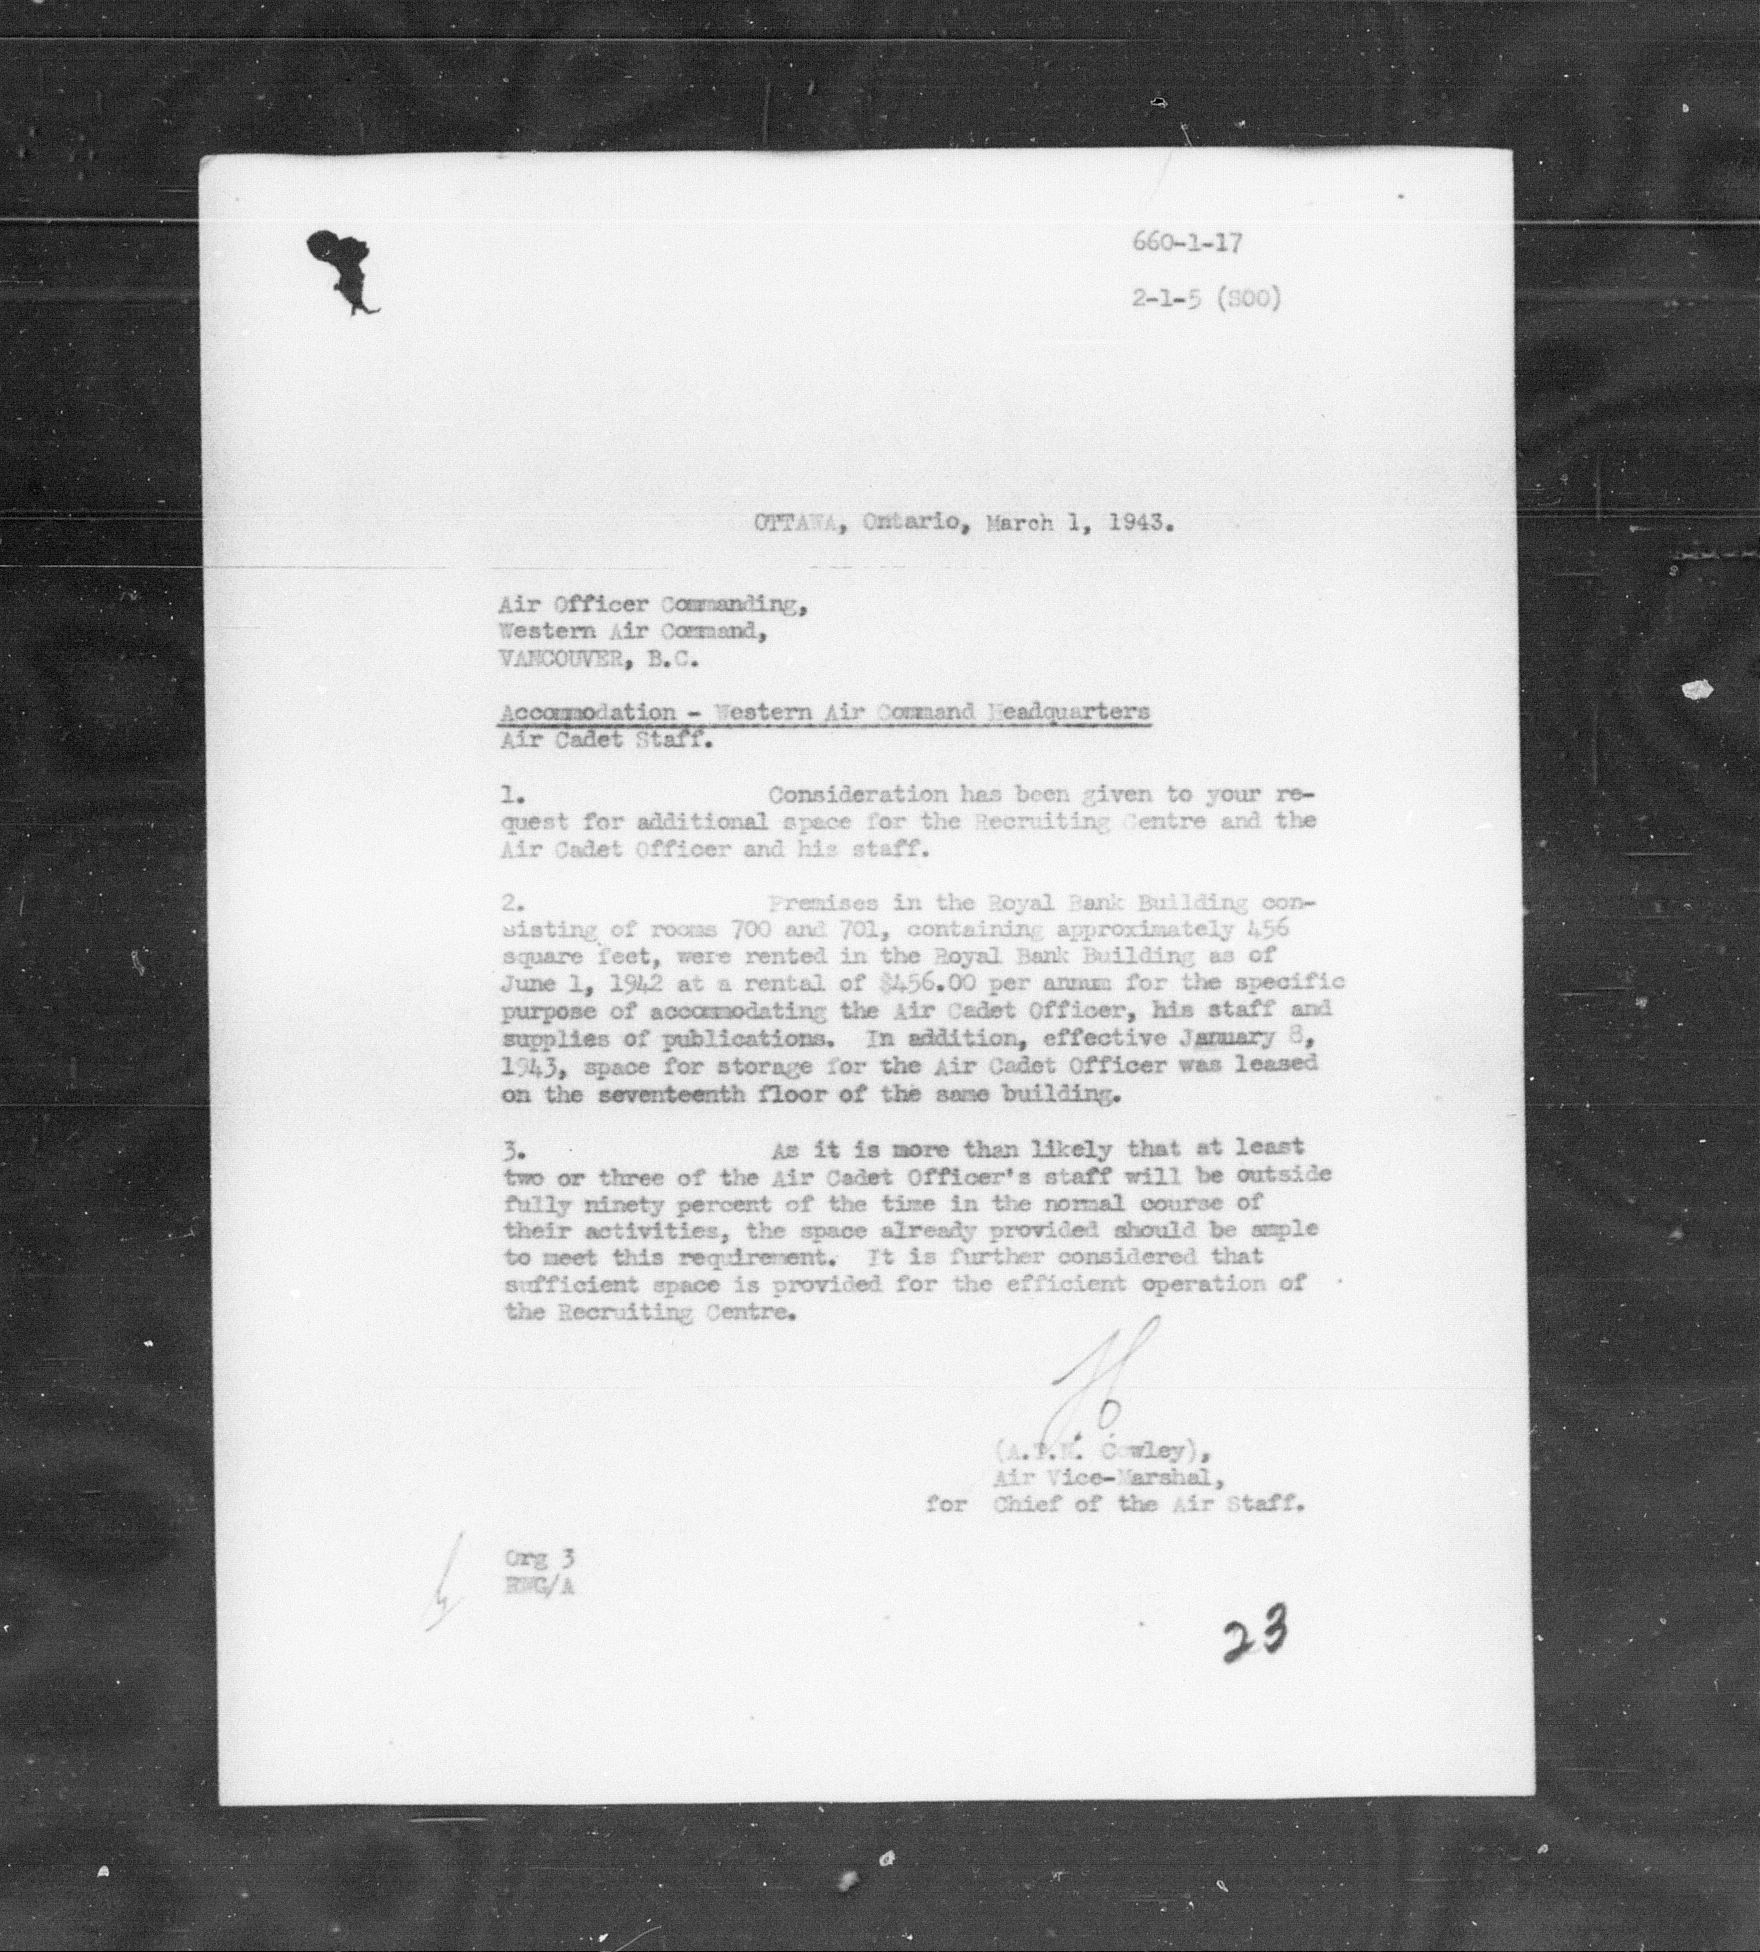 660-1-17
2-1-5 (SOO)
OTTAWA, Ontario, March 1, 1943.
Air Officer Commanding,
Western Air Command,
VANCOUVER, B.C.
Accommodation - Western Air Command Headquarters
Air Cadet Staff.
1. Consideration has been given to your re-
quest for additional space for the Recruiting Centre and the
Air Cadet Officer and his staff.
2. Premises in the Royal Bank Building con-
sisting of rooms 700 and 701, containing approximately 456
square feet, were rented in the Royal Bank Building as of
June 1, 1942 at a rental of $456.00 per annum for the specific
purpose of accommodating the Air Cadet Officer, his staff and
supplies of publications. In addition, effective January 8,
1943, space for storage for the Air Cadet Officer was leased
on the seventeenth floor of the same building.
3. As it is more than likely that at least
two or three of the Air Cadet Officer's staff will be outside
fully ninety percent of the time in the normal course of
their activities, the space already provided should be ample
to meet this requirement. It is further considered that
sufficient space is provided for the efficient operation of
the Recruiting Centre.
(A.T.N. Cowley),
Air Vice-Marshal,
for Chief of the Air Staff.
Org 3
23